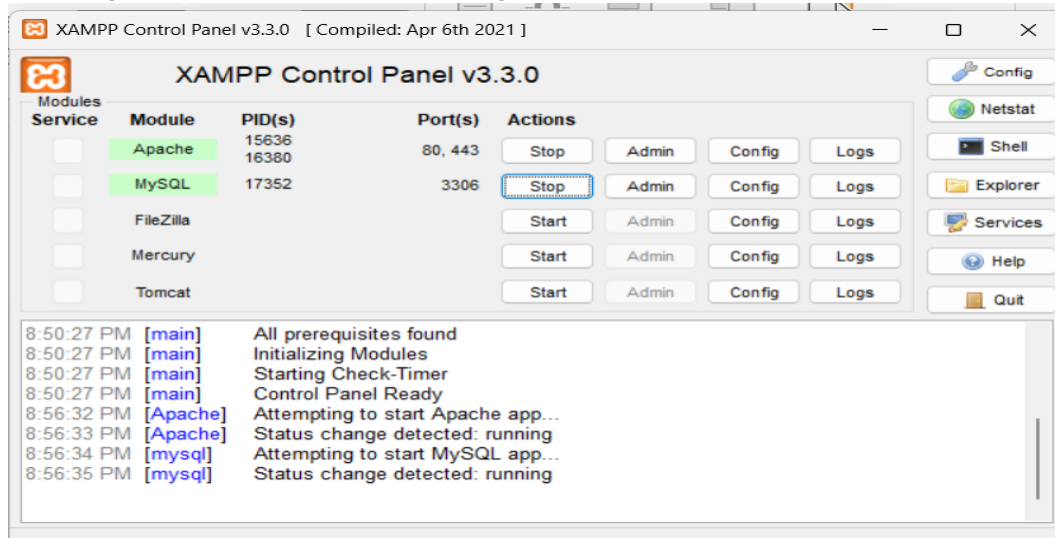 XAMPP Control Panel v3.3.0 [ Compiled: Apr 6th 2021 ]
XAMPP Control Panel v3.3.0
Config
Modules
Service Module PID(s) Port(s) Actions
Netstat
Apache 15636 16380 80, 443 Stop Admin Config Logs
Shell
MySQL 17352 3306 Stop Admin Config Logs
Explorer
FileZilla Start Admin Config Logs
Services
Mercury Start Admin Config Logs
Help
Tomcat Start Admin Config Logs
Quit
8:50:27 PM [main] All prerequisites found
8:50:27 PM [main] Initializing Modules
8:50:27 PM [main] Starting Check-Timer
8:50:27 PM [main] Control Panel Ready
8:56:32 PM [Apache] Attempting to start Apache app...
8:56:33 PM [Apache] Status change detected: running
8:56:34 PM [mysql] Attempting to start MySQL app...
8:56:35 PM [mysql] Status change detected: running